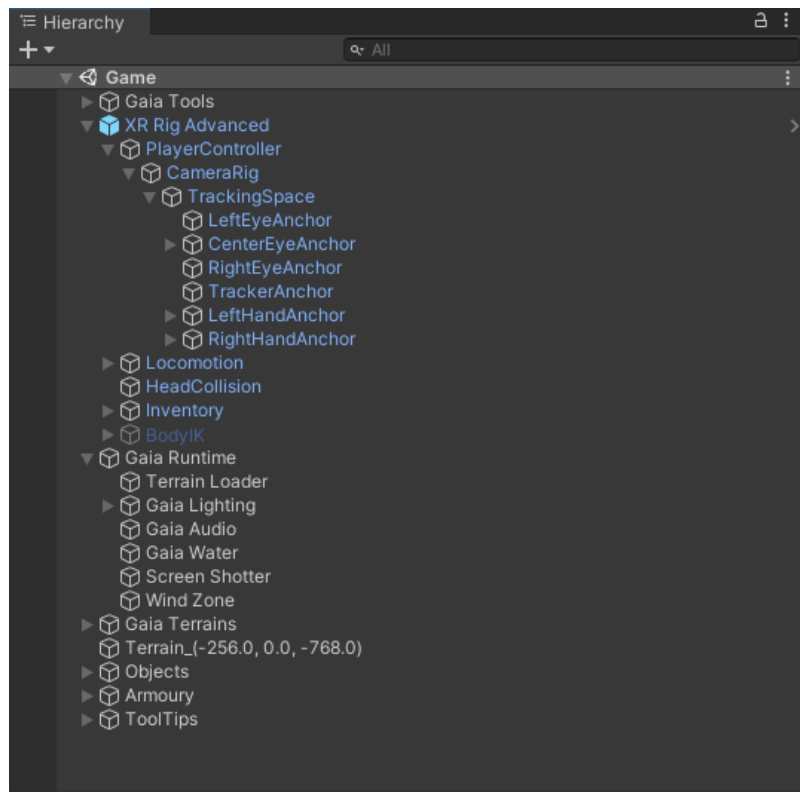 Hierarchy
All
Game
Gaia Tools
XR Rig Advanced
PlayerController
CameraRig
TrackingSpace
LeftEyeAnchor
CenterEyeAnchor
RightEyeAnchor
TrackerAnchor
LeftHandAnchor
RightHandAnchor
Locomotion
HeadCollision
Inventory
BodyIK
Gaia Runtime
Terrain Loader
Gaia Lighting
Gaia Audio
Gaia Water
Screen Shotter
Wind Zone
Gaia Terrains
Terrain_(-256.0, 0.0, -768.0)
Objects
Armoury
ToolTips